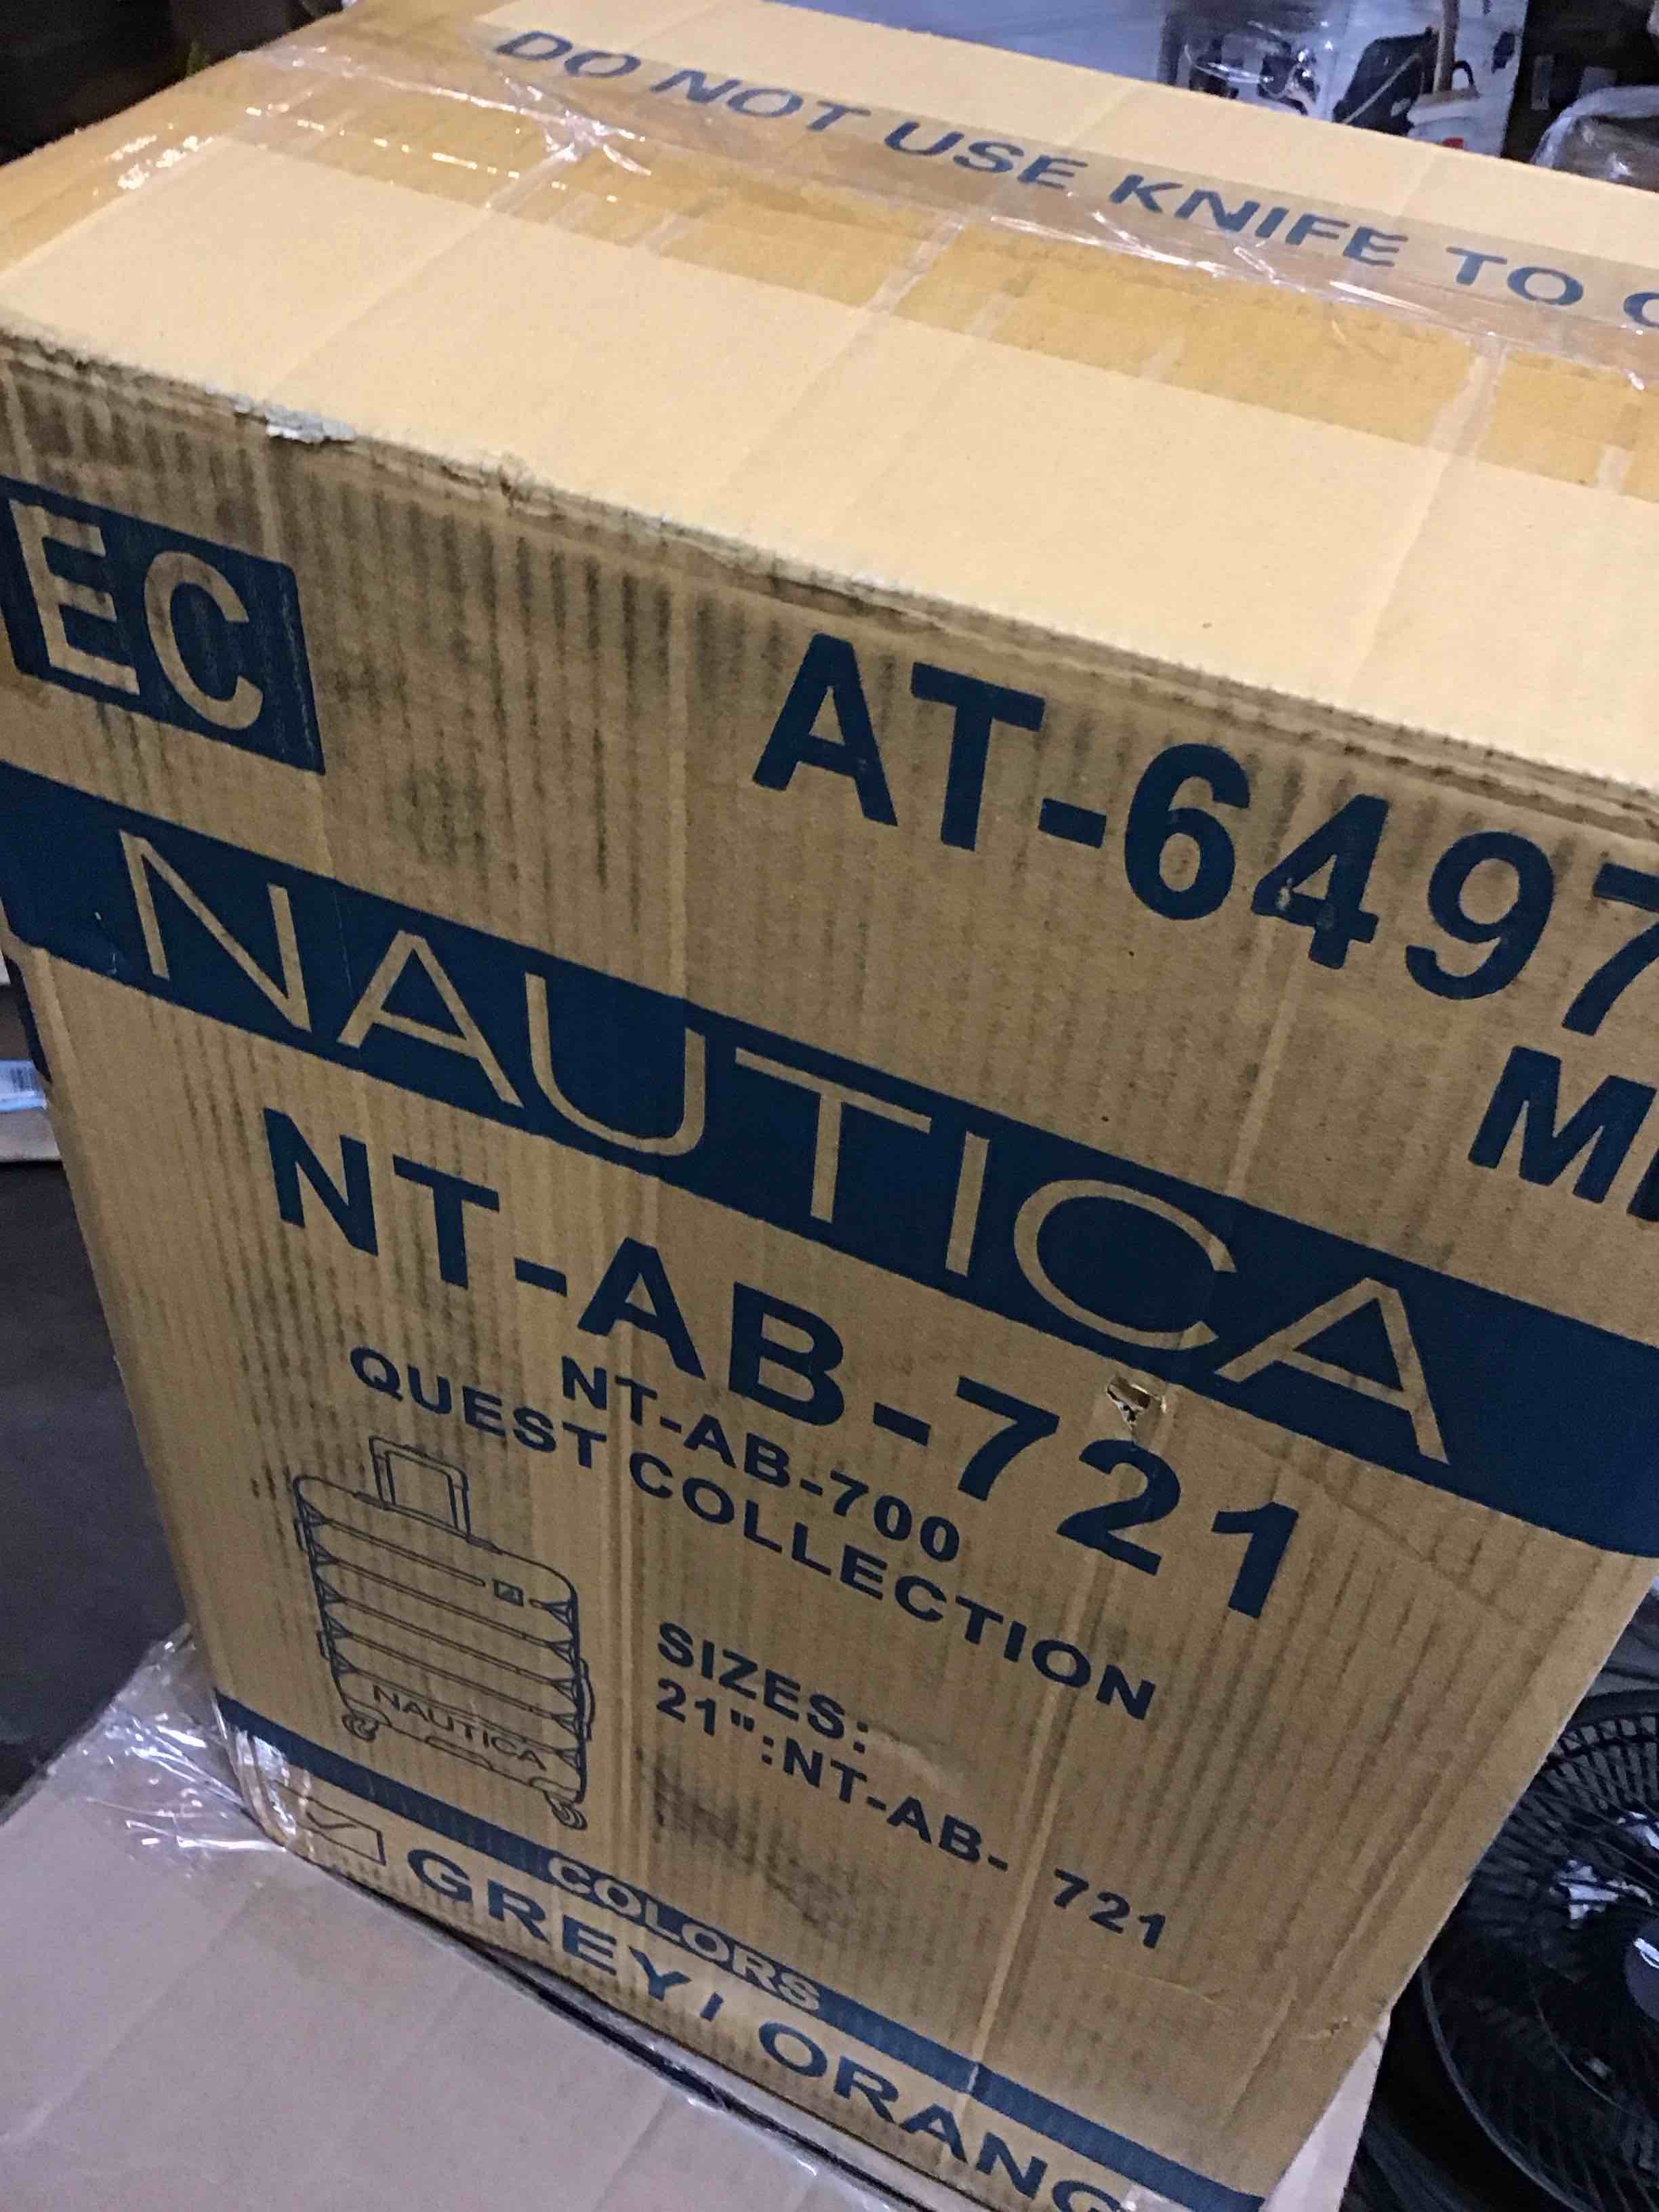 DO NOT USE KNIFE TO
EC
AT-6497
NAUTICA
NT-AB-721
NT-AB-700
QUEST COLLECTION
SIZES:
21":NT-AB- 721
NAUTICA
COLORS
GREY/ ORANG